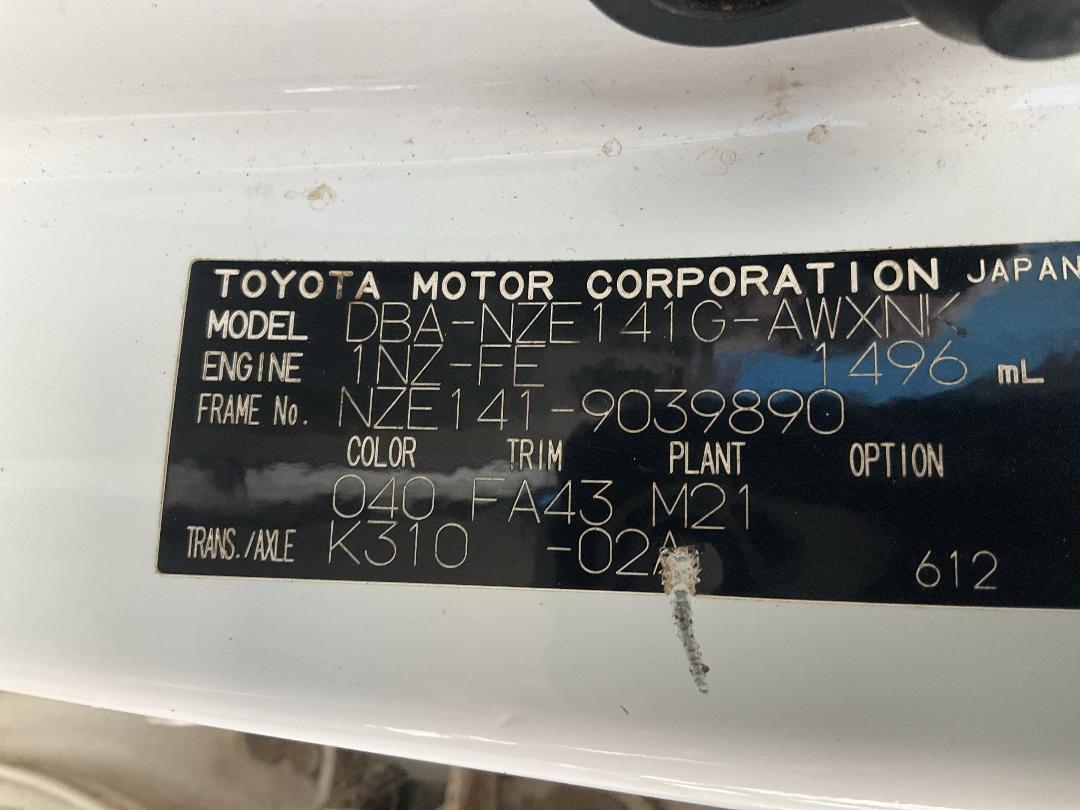 TOYOTA MOTOR CORPORATION JAPAN
MODEL DBA-NZE141G-AWXNK
ENGINE 1NZ-FE 1496 mL
FRAME No. NZE141-9039890
COLOR TRIM PLANT OPTION
040 FA43 M21
TRANS./AXLE K310 -02A
612